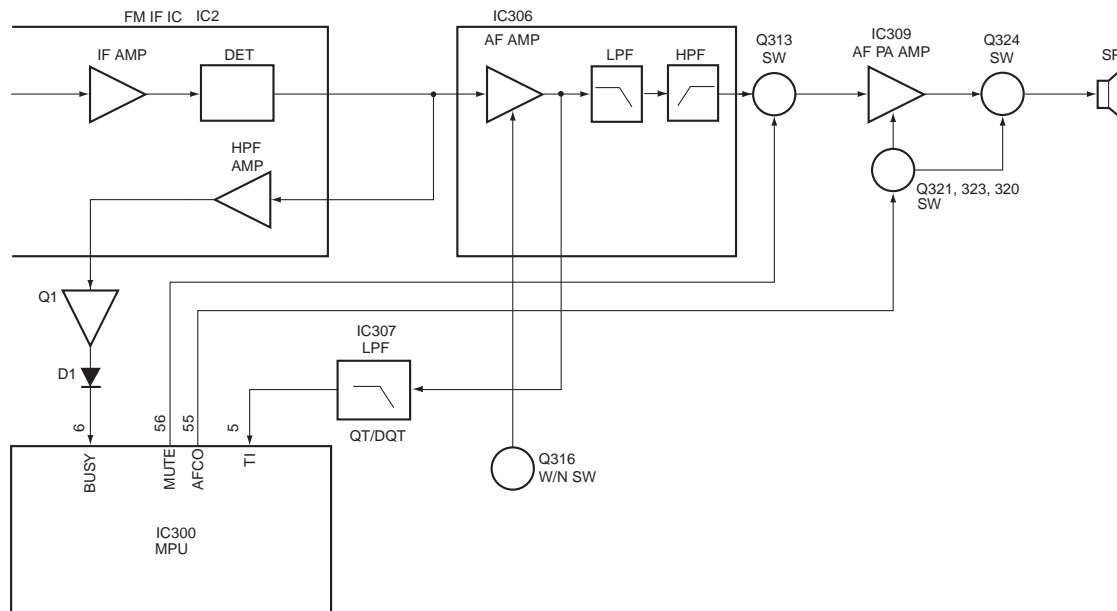 FM IF IC IC2
IF AMP
DET
HPF
AMP
IC306
AF AMP
LPF
HPF
Q313
SW
IC309
AF PA AMP
Q324
SW
Q321, 323, 320
SW
Q1
D1
IC307
LPF
QT/DQT
Q316
W/N SW
6
56
55
5
BUSY
MUTE
AFCO
TI
IC300
MPU